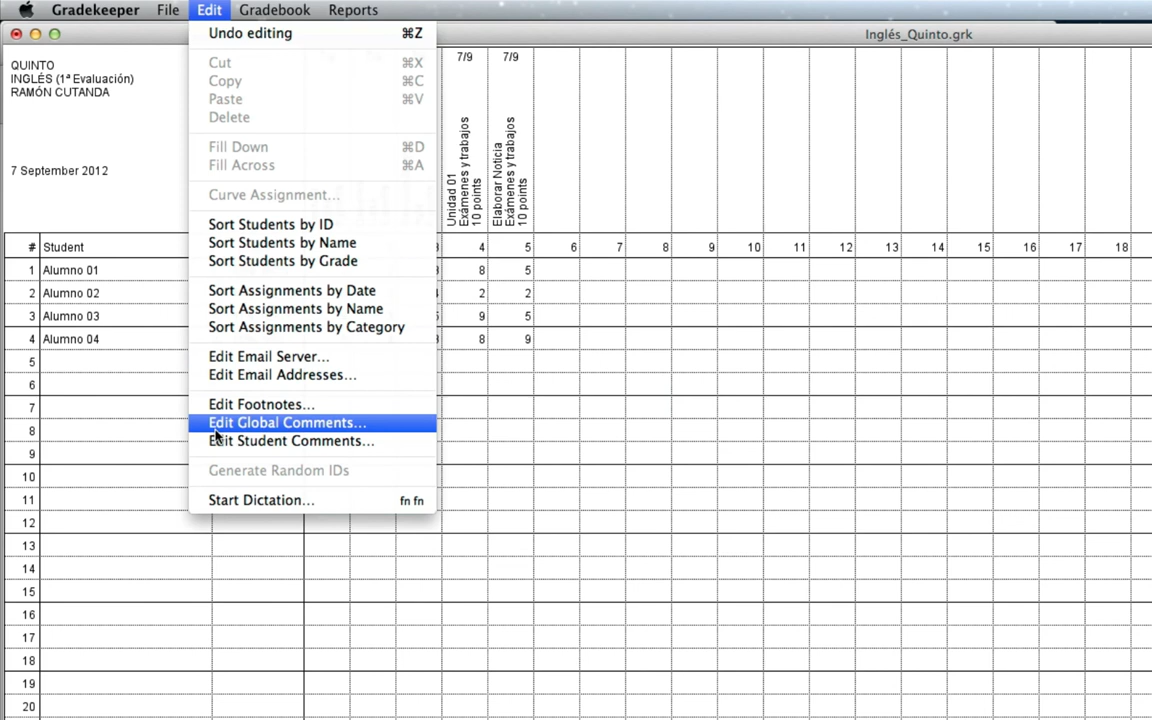 Gradekeeper File Edit Gradebook Reports
Inglés_Quinto.grk
QUINTO
INGLÉS (1ª Evaluación)
RAMÓN CUTANDA
7 September 2012
Undo editing ⌘Z
Cut ⌘X
Copy ⌘C
Paste ⌘V
Delete
Fill Down ⌘D
Fill Across ⌘A
Curve Assignment...
Sort Students by ID
Sort Students by Name
Sort Students by Grade
Sort Assignments by Date
Sort Assignments by Name
Sort Assignments by Category
Edit Email Server...
Edit Email Addresses...
Edit Footnotes...
Edit Global Comments...
Edit Student Comments...
Generate Random IDs
Start Dictation... fn fn
7/9 7/9
Unidad 01
Exámenes y trabajos
10 points
Elaborar Noticia
Exámenes y trabajos
10 points
# Student 4 5 6 7 8 9 10 11 12 13 14 15 16 17 18
1 Alumno 01 8 5
2 Alumno 02 2 2
3 Alumno 03 9 5
4 Alumno 04 8 9
5
6
7
8
9
10
11
12
13
14
15
16
17
18
19
20